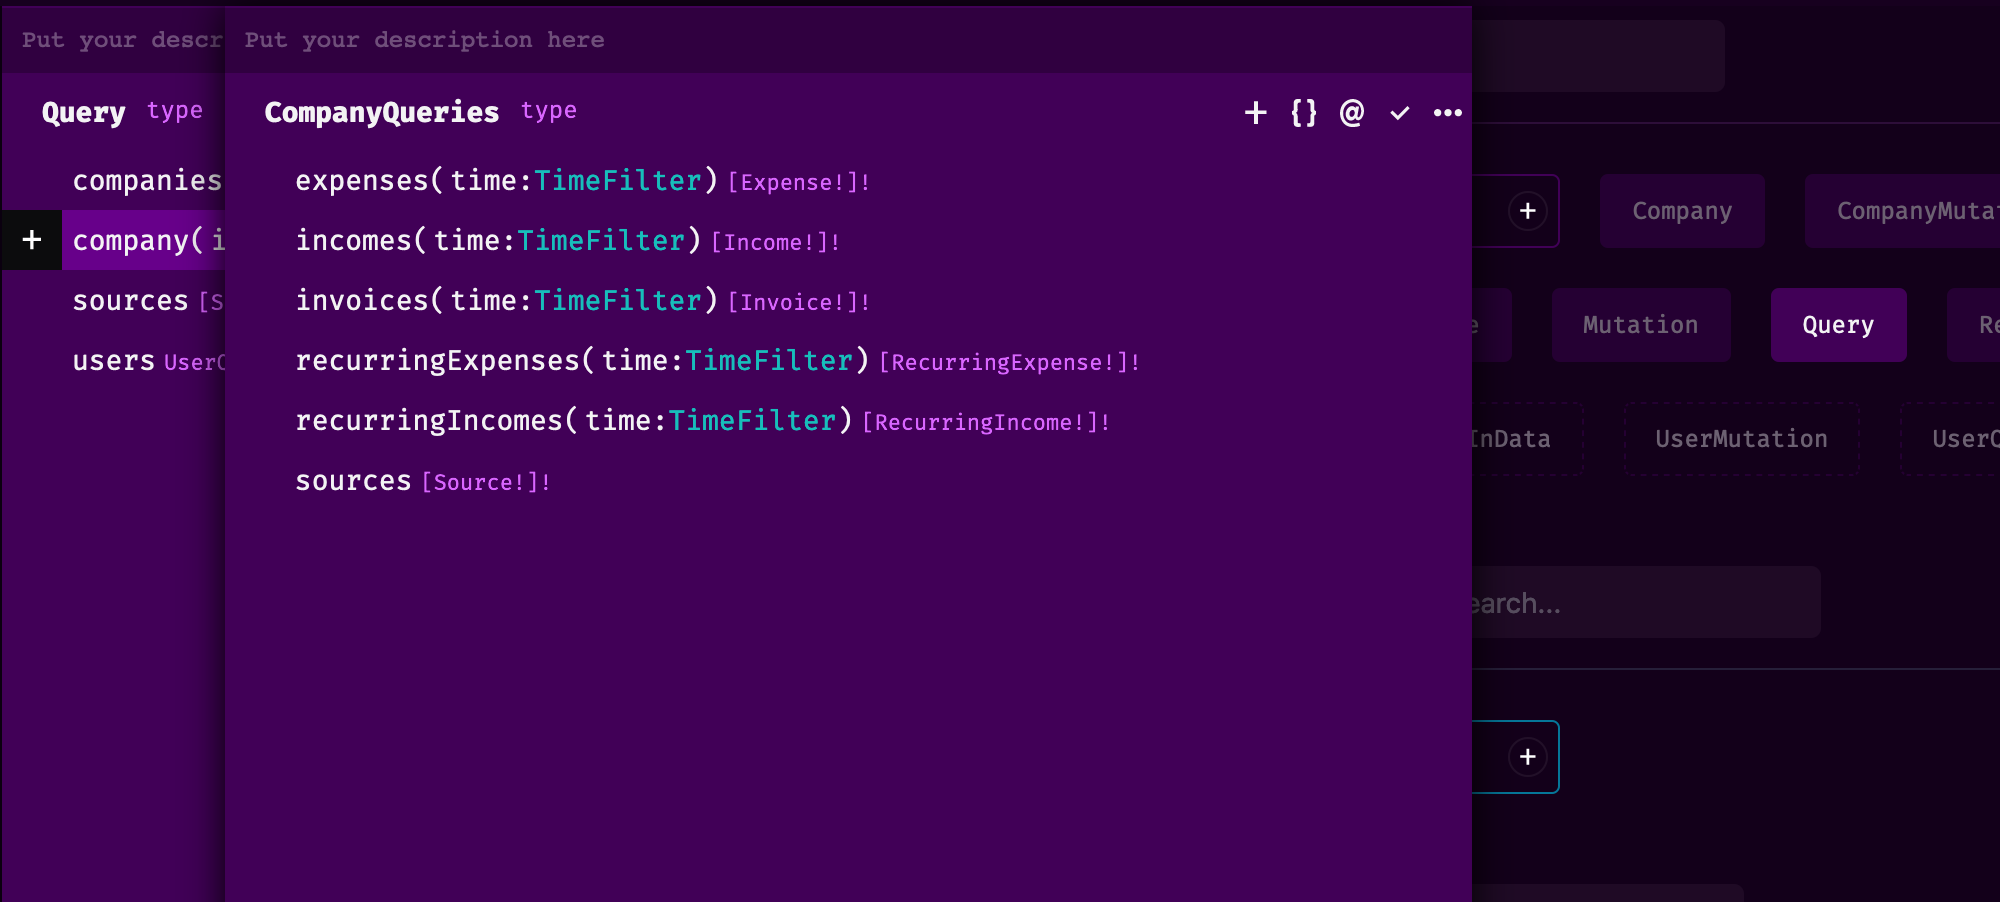 Put your descr
Query type
companies
company( i
sources [S
users UserQ
Put your description here
CompanyQueries type
+ {} @
expenses( time:TimeFilter) [Expense!]!
incomes( time:TimeFilter) [Income!]!
invoices( time:TimeFilter) [Invoice!]!
recurringExpenses( time:TimeFilter) [RecurringExpense!]!
recurringIncomes( time:TimeFilter) [RecurringIncome!]!
sources [Source!]!
Company CompanyMutat
Mutation Query Re
InData UserMutation UserQ
earch...